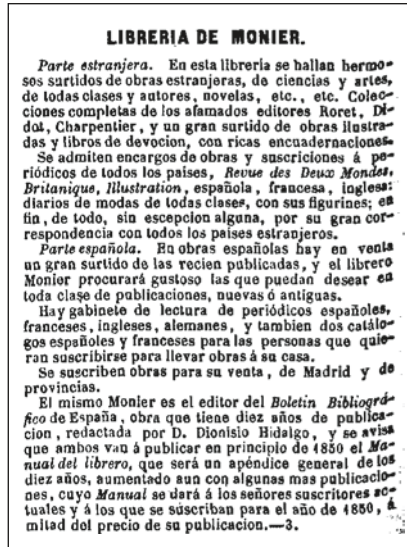 LIBRERIA DE MONIER.
Parte estranjera. En esta librería se hallan hermo-
sos surtidos de obras estranjeras, de ciencias y artes,
de todas clases y autores, novelas, etc., etc. Colec-
ciones completas de los afamados editores Roret, Di-
dot, Charpentier, y un gran surtido de obras ilustra-
das y libros de devocion, con ricas encuadernaciones.
Se admiten encargos de obras y suscriciones á pe-
riódicos de todos los paises, Revue des Deux Mondes,
Britanique, Illustration, española, francesa, inglesa:
diarios de modas de todas clases, con sus figurines; en
fin, de todo, sin escepcion alguna, por su gran cor-
respondencia con todos los paises estranjeros.
Parte española. En obras españolas hay en venta
un gran surtido de las recien publicadas, y el librero
Monier procurará gustoso las que puedan desear en
toda clase de publicaciones, nuevas ó antiguas.
Hay gabinete de lectura de periódicos españoles,
franceses, ingleses, alemanes, y tambien dos catálo-
gos españoles y franceses para las personas que quie-
ran suscribirse para llevar obras á su casa.
Se suscriben obras para su venta, de Madrid y de
provincias.
El mismo Monier es el editor del Boletin Bibliográ-
fico de España, obra que tiene diez años de publica-
cion, redactada por D. Dionisio Hidalgo, y se avisa
que ambos van á publicar en principio de 1850 el Ma-
nual del librero, que será un apéndice general de los
diez años, aumentado aun con algunas mas publicacio-
nes, cuyo Manual se dará á los señores suscritores ac-
tuales y á los que se suscriban para el año de 1850, á
mitad del precio de su publicacion.—3.